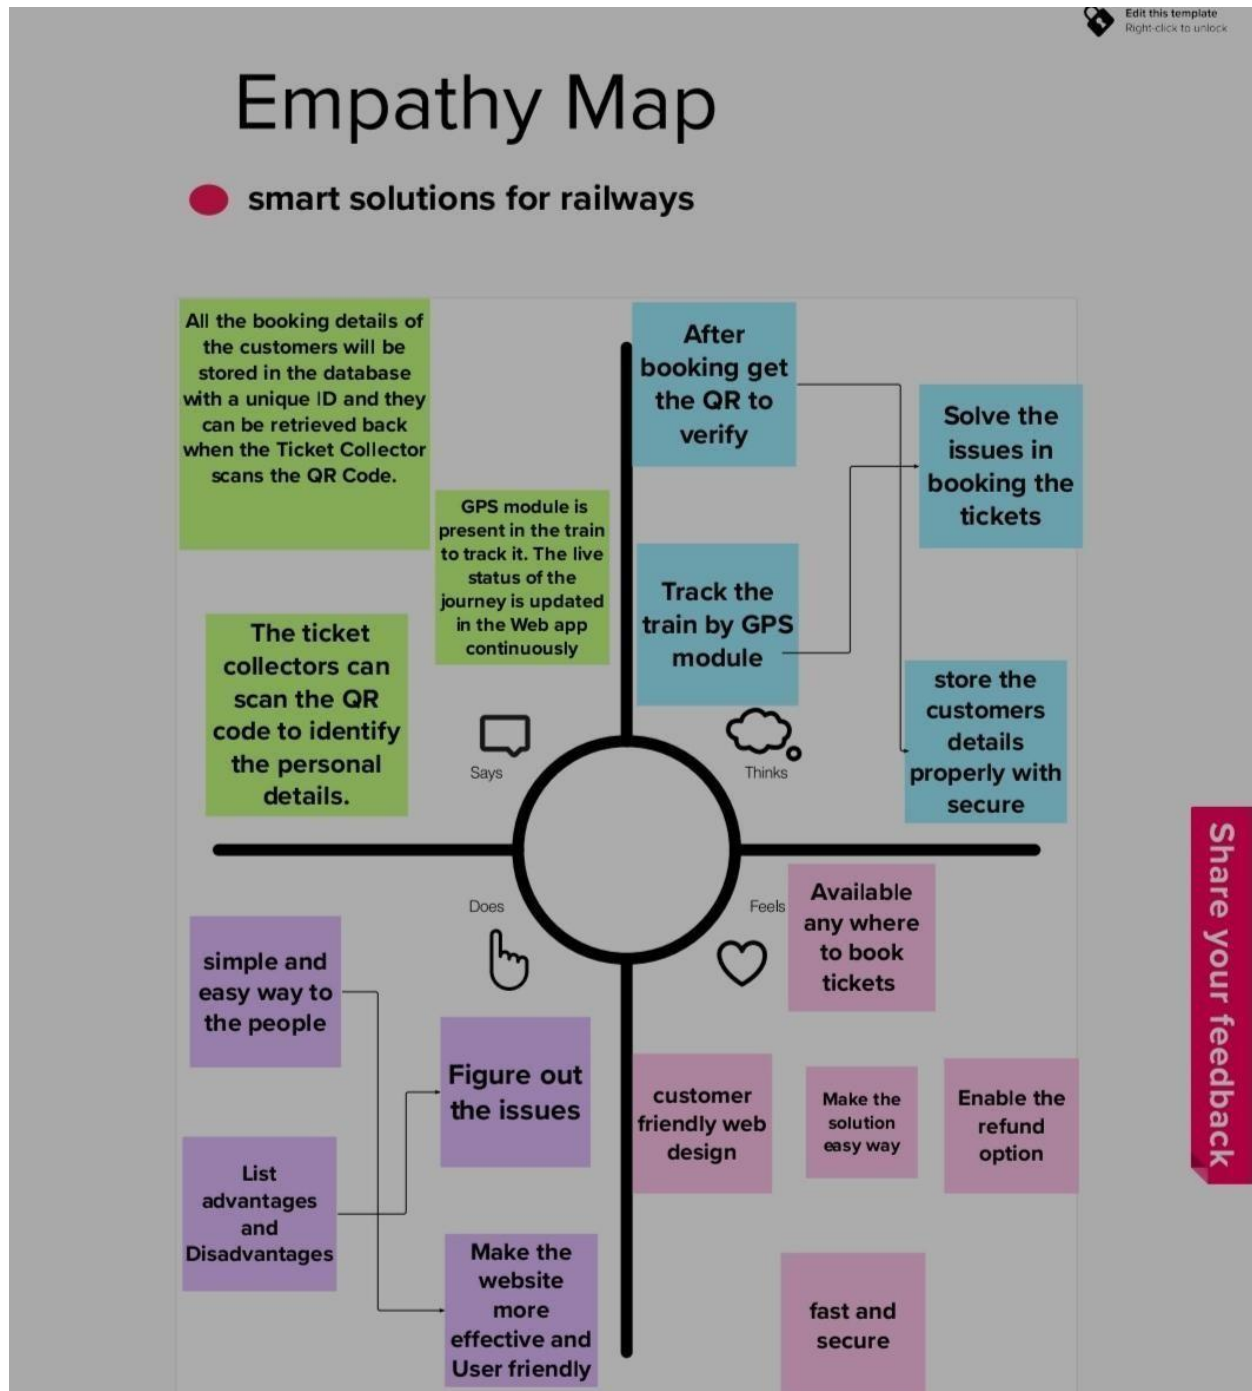 Edit this template
Right-click to unlock
Empathy Map
smart solutions for railways
All the booking details of
the customers will be
stored in the database
with a unique ID and they
can be retrieved back
when the Ticket Collector
scans the QR Code.
GPS module is
present in the train
to track it. The live
status of the
journey is updated
in the Web app
continuously
The ticket
collectors can
scan the QR
code to identify
the personal
details.
Says
After
booking get
the QR to
verify
Solve the
issues in
booking the
tickets
Track the
train by GPS
module
store the
customers
details
properly with
secure
Thinks
Does
simple and
easy way to
the people
Figure out
the issues
List
advantages
and
Disadvantages
Make the
website
more
effective and
User friendly
Feels
Available
any where
to book
tickets
customer
friendly web
design
Make the
solution
easy way
Enable the
refund
option
fast and
secure
Share your feedback